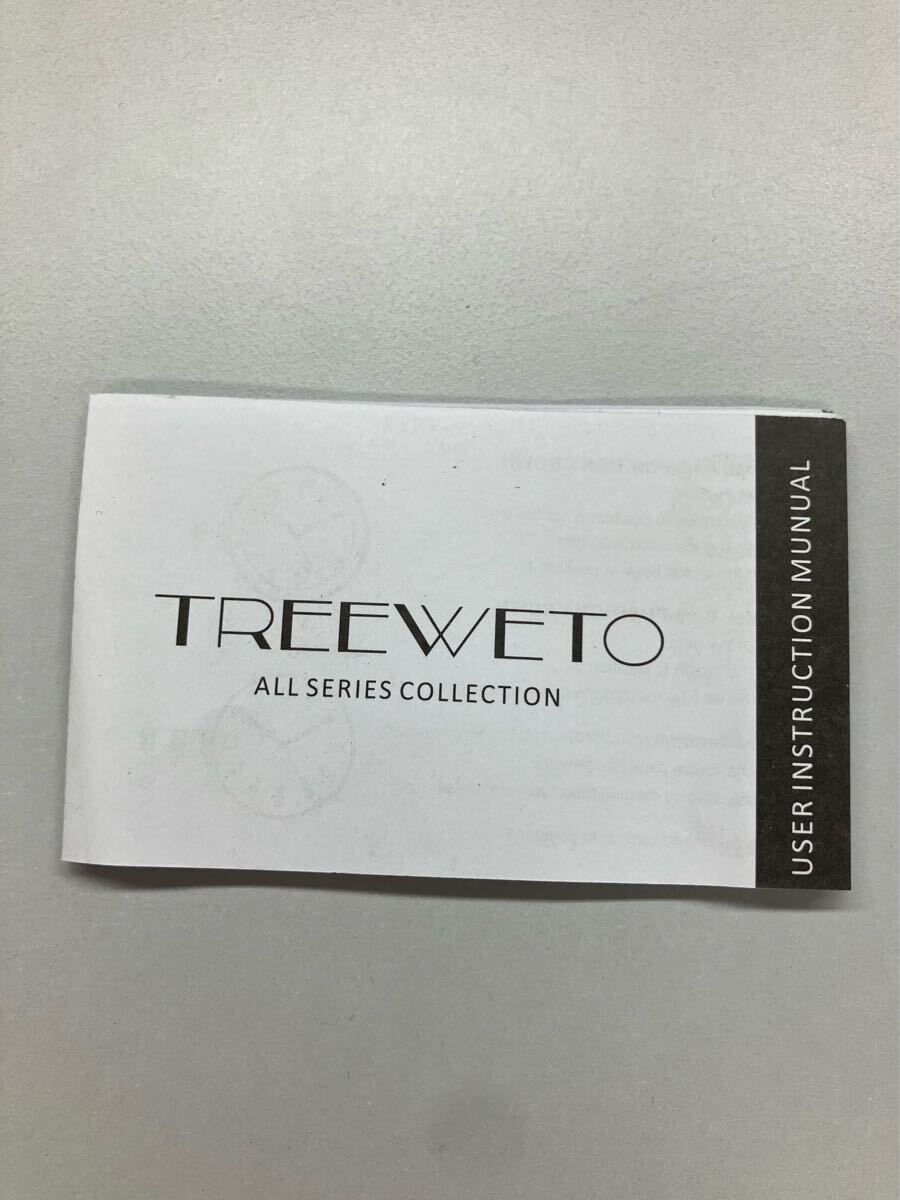 TREEWETO
ALL SERIES COLLECTION
USER INSTRUCTION MUNUAL